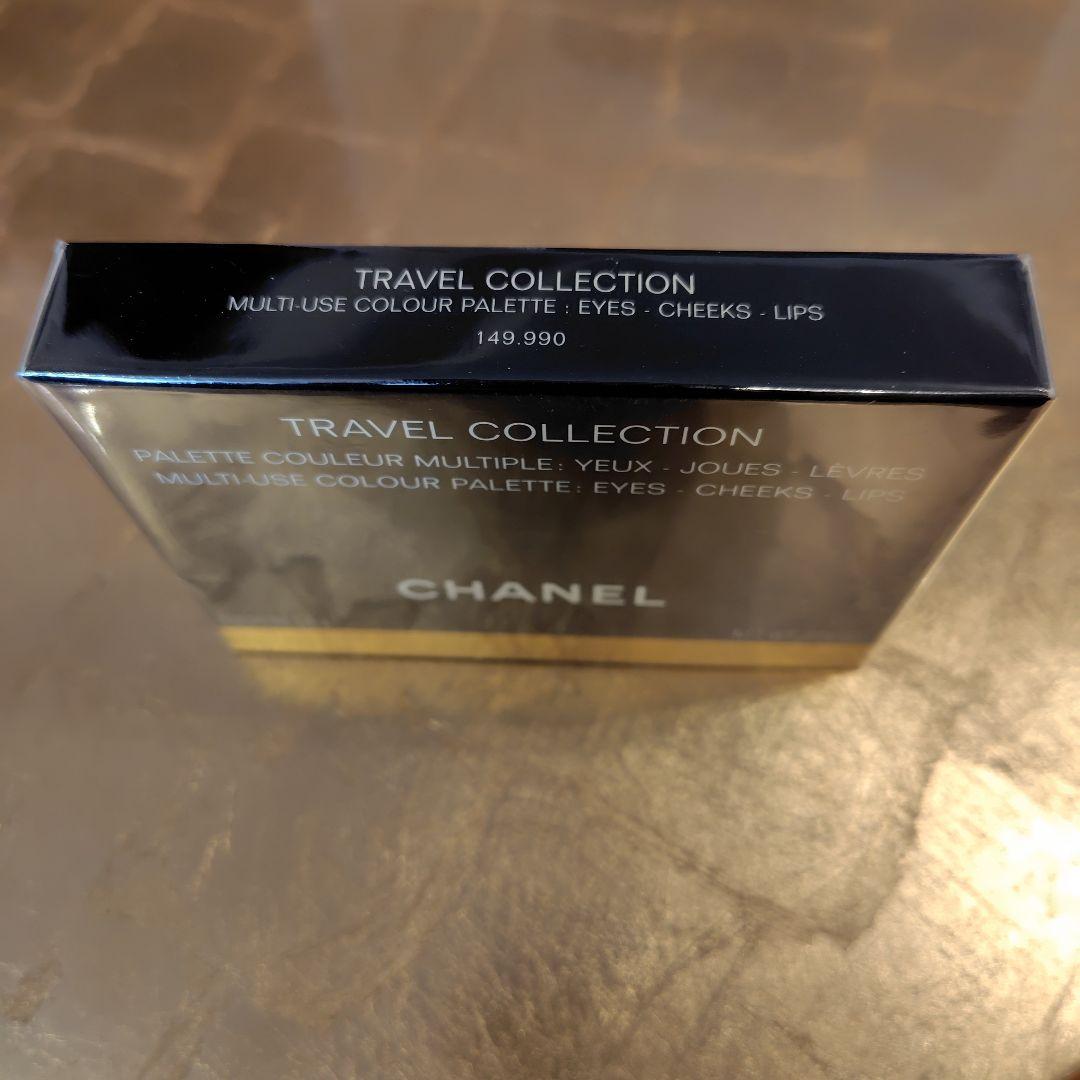 TRAVEL COLLECTION
MULTI-USE COLOUR PALETTE : EYES - CHEEKS - LIPS
149.990
TRAVEL COLLECTION
PALETTE COULEUR MULTIPLE: YEUX - JOUES - LÈVRES
MULTI-USE COLOUR PALETTE: EYES - CHEEKS - LIPS
CHANEL